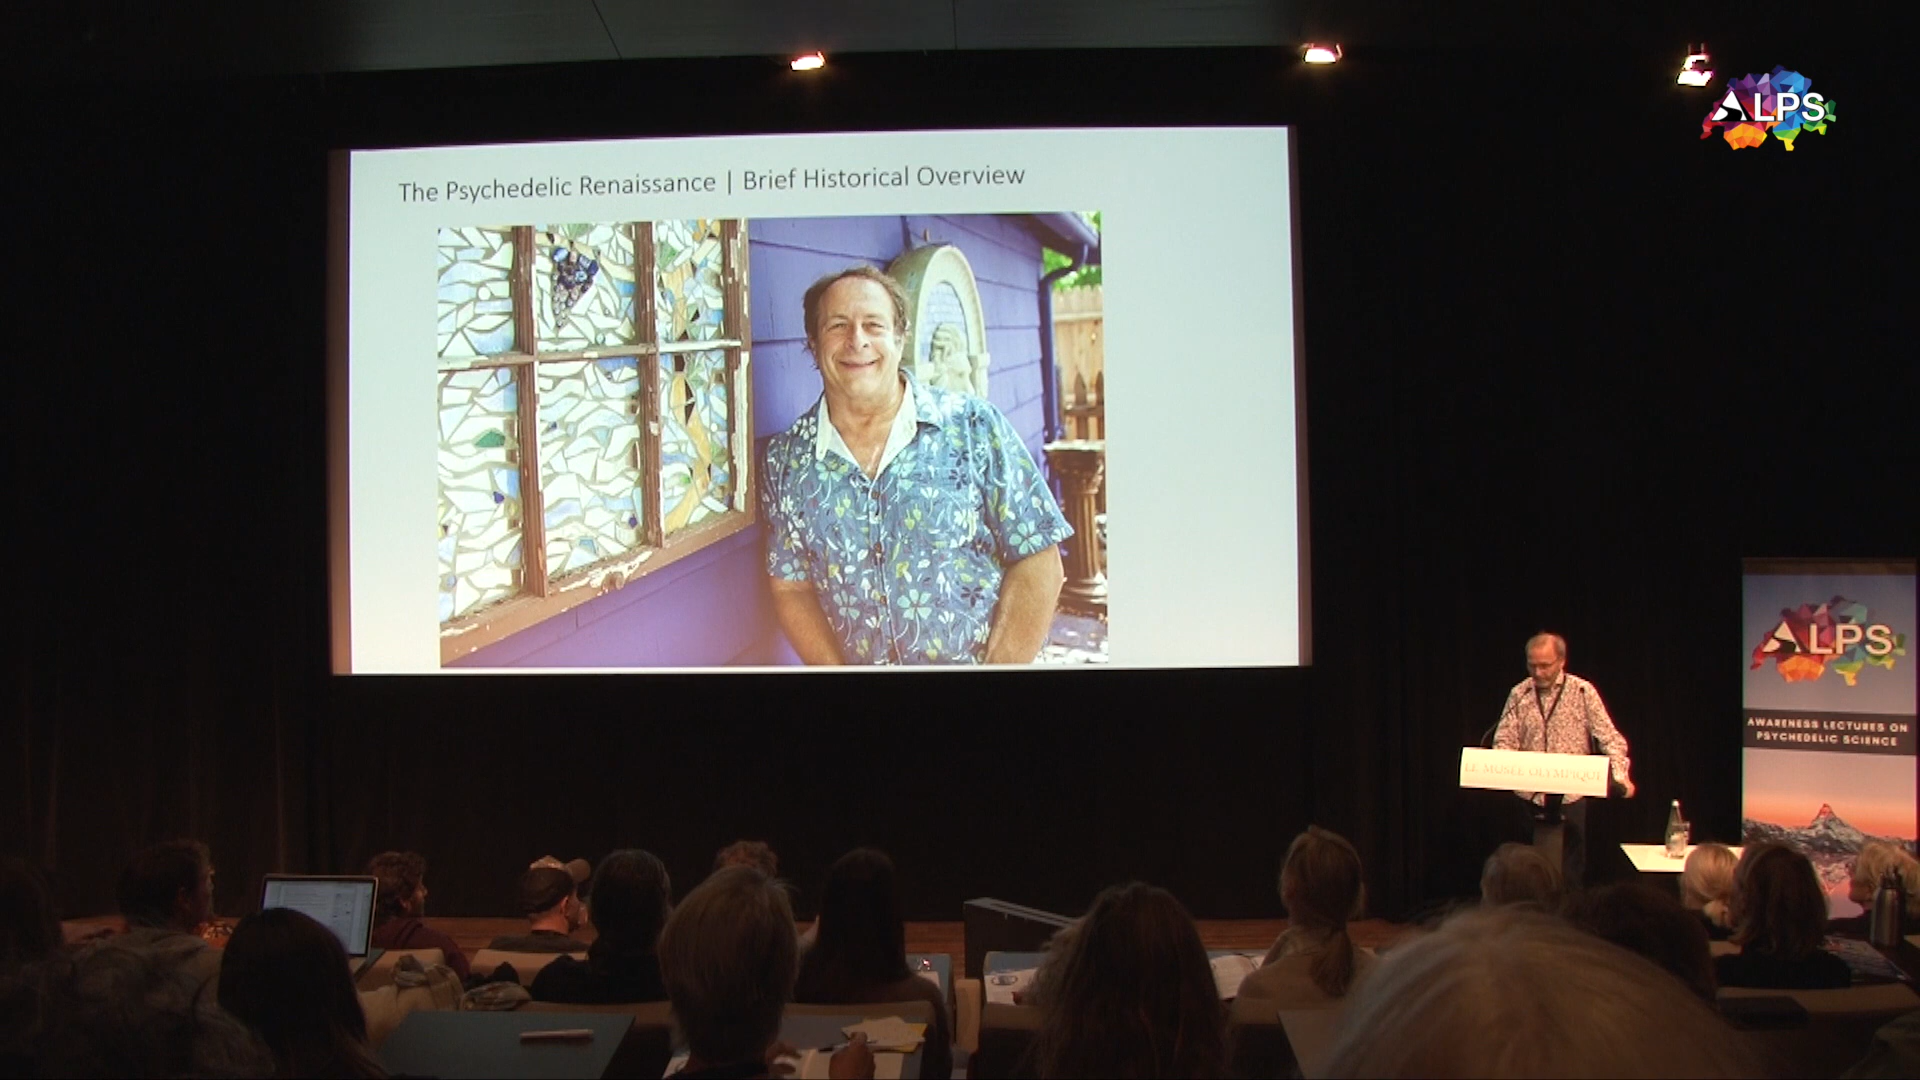 ALPS
The Psychedelic Renaissance | Brief Historical Overview
ALPS
AWARENESS LECTURES ON
PSYCHEDELIC SCIENCE
LE MUSÉE OLYMPIQUE